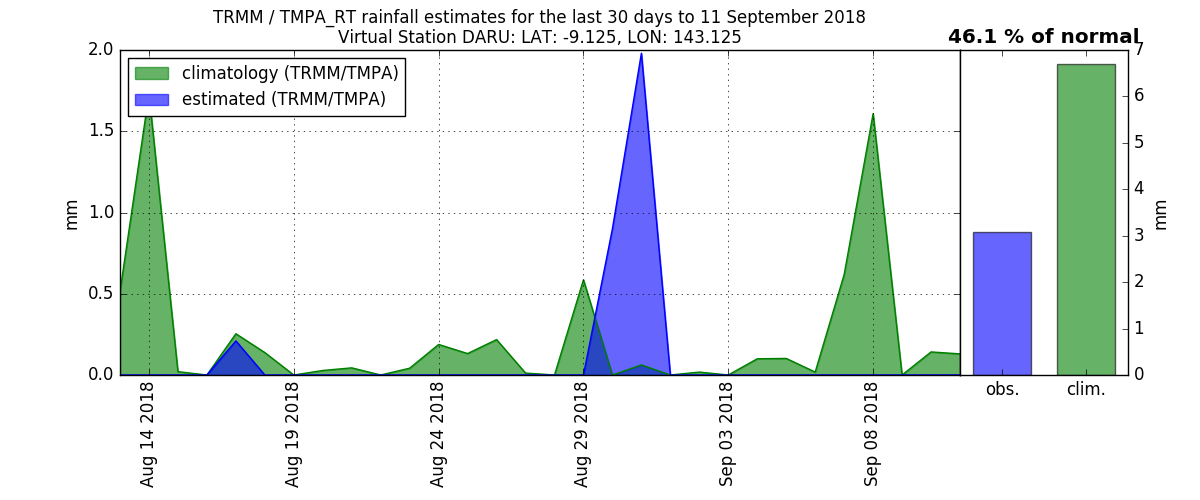 TRMM / TMPA_RT rainfall estimates for the last 30 days to 11 September 2018
Virtual Station DARU: LAT: -9.125, LON: 143.125
46.1 % of normal
climatology (TRMM/TMPA)
estimated (TRMM/TMPA)
2.0
1.5
1.0
0.5
0.0
mm
Aug 14 2018
Aug 19 2018
Aug 24 2018
Aug 29 2018
Sep 03 2018
Sep 08 2018
obs.
clim.
7
6
5
4
3
2
1
0
mm